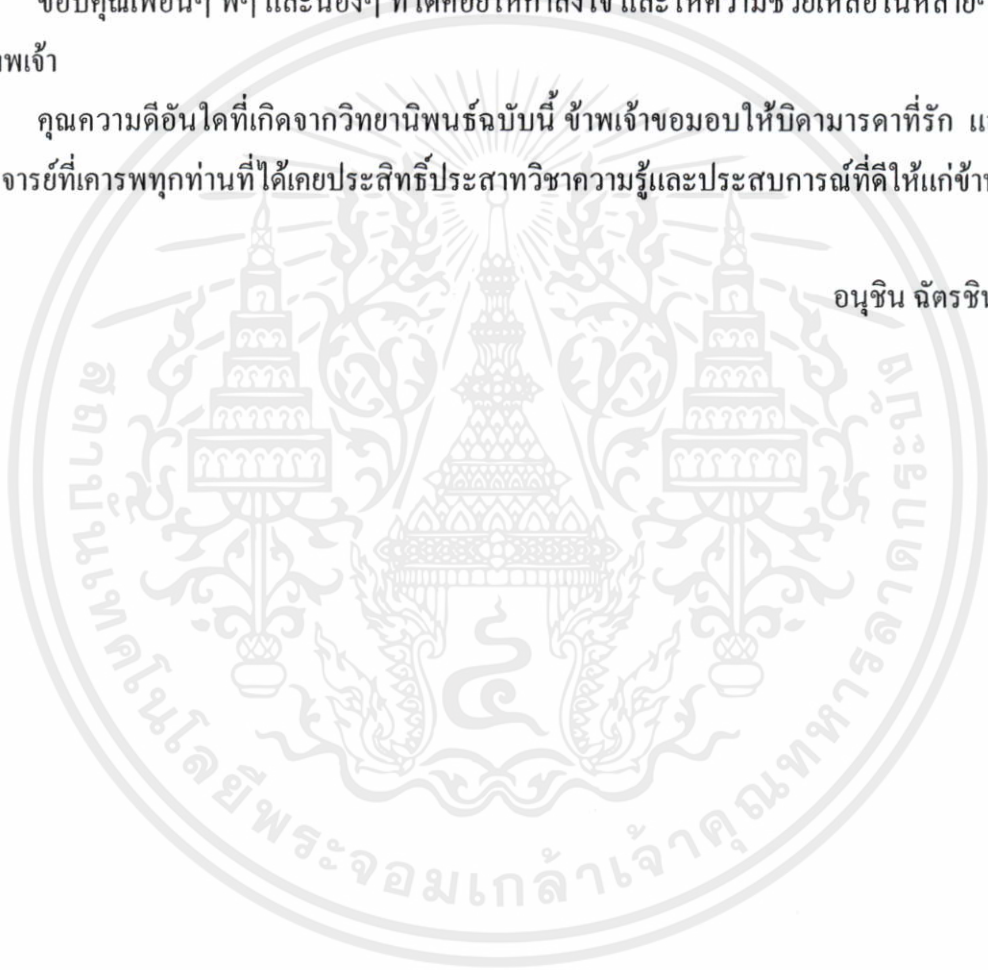 ขอบคุณเพื่อนๆ พี่ๆ และน้องๆ ที่ได้คอยให้กำลังใจ และให้ความช่วยเหลือในหลายๆ
พเจ้า
คุณความดีอันใดที่เกิดจากวิทยานิพนธ์ฉบับนี้ ข้าพเจ้าขอมอบให้บิดามารดาที่รัก
จารย์ที่เคารพทุกท่านที่ได้เคยประสิทธิ์ประสาทวิชาความรู้และประสบการณ์ที่ดีให้แก่ข้า
อนุชิน ฉัตรชิน
สถาบันเทคโนโลยีพระจอมเกล้าเจ้าคุณทหารลาดกระบัง